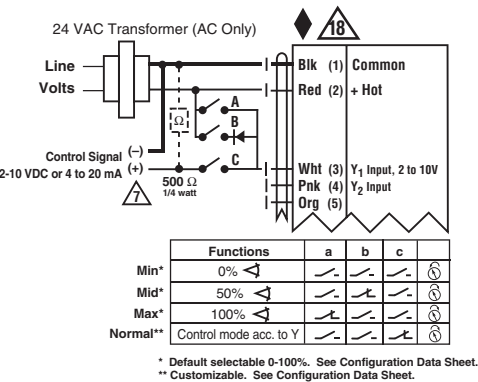 24 VAC Transformer (AC Only)
18
Line
Volts
Blk (1) Common
Red (2) + Hot
A
Ω
B
Control Signal (–)
2-10 VDC or 4 to 20 mA (+)
C
7
500 Ω
1/4 watt
Wht (3) Y1 Input, 2 to 10V
Pnk (4) Y2 Input
Org (5)
Functions a b c
Min* 0%
Mid* 50%
Max* 100%
Normal** Control mode acc. to Y
* Default selectable 0-100%. See Configuration Data Sheet.
** Customizable. See Configuration Data Sheet.